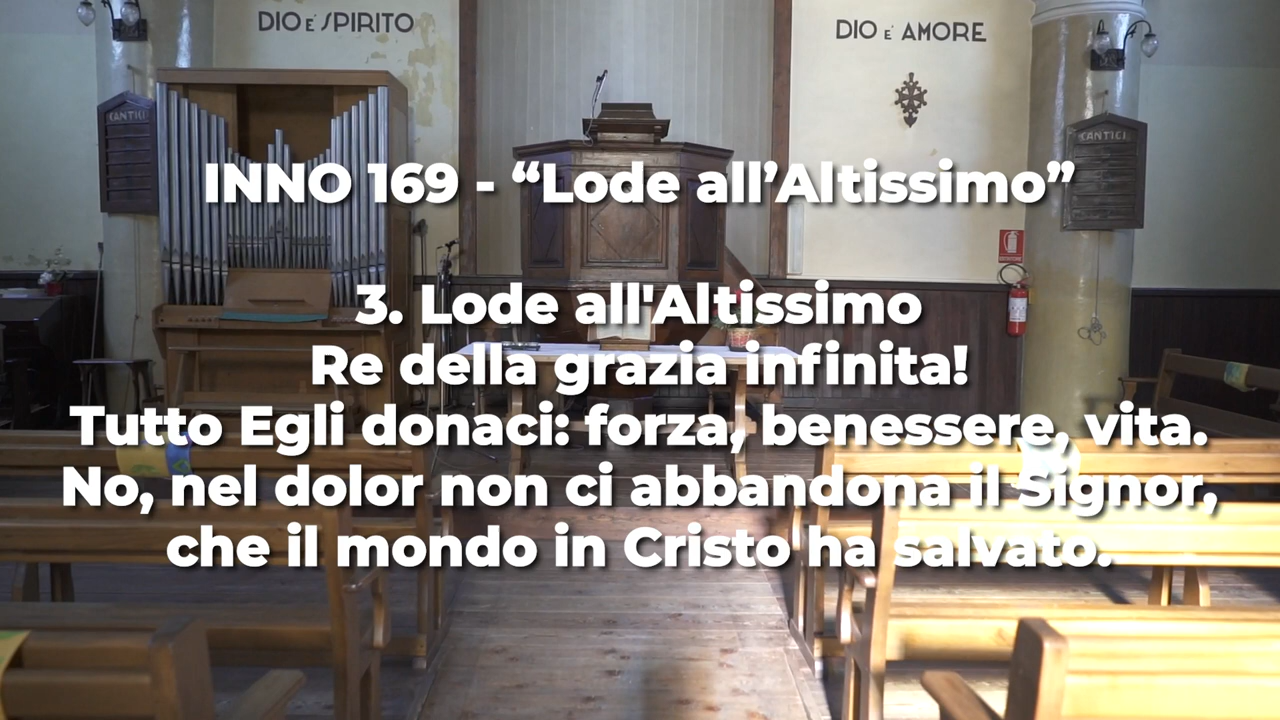 DIO E' SPIRITO
DIO E' AMORE
CANTICI
CANTICI
INNO 169 - “Lode all’Altissimo”
3. Lode all'Altissimo
Re della grazia infinita!
Tutto Egli donaci: forza, benessere, vita.
No, nel dolor non ci abbandona il Signor,
che il mondo in Cristo ha salvato.